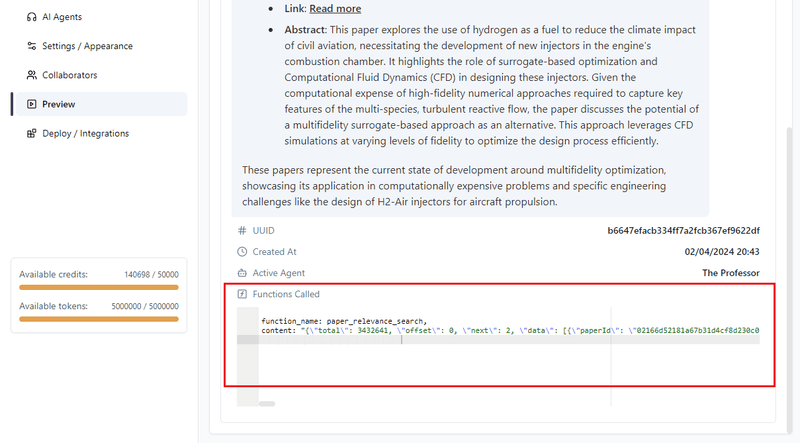 AI Agents
Settings / Appearance
Collaborators
Preview
Deploy / Integrations
Available credits: 140698 / 50000
Available tokens: 5000000 / 5000000
• Link: Read more
• Abstract: This paper explores the use of hydrogen as a fuel to reduce the climate impact
of civil aviation, necessitating the development of new injectors in the engine's
combustion chamber. It highlights the role of surrogate-based optimization and
Computational Fluid Dynamics (CFD) in designing these injectors. Given the
computational expense of high-fidelity numerical approaches required to capture key
features of the multi-species, turbulent reactive flow, the paper discusses the potential of
a multifidelity surrogate-based approach as an alternative. This approach leverages CFD
simulations at varying levels of fidelity to optimize the design process efficiently.
These papers represent the current state of development around multifidelity optimization,
showcasing its application in computationally expensive problems and specific engineering
challenges like the design of H2-Air injectors for aircraft propulsion.
UUID b6647efacb334ff7a2fcb367ef9622df
Created At 02/04/2024 20:43
Active Agent The Professor
Functions Called
function_name: paper_relevance_search,
content: "{\"total\": 3432641, \"offset\": 0, \"next\": 2, \"data\": [{\"paperId\": \"02166d52181a67b31d4cf8d230c0